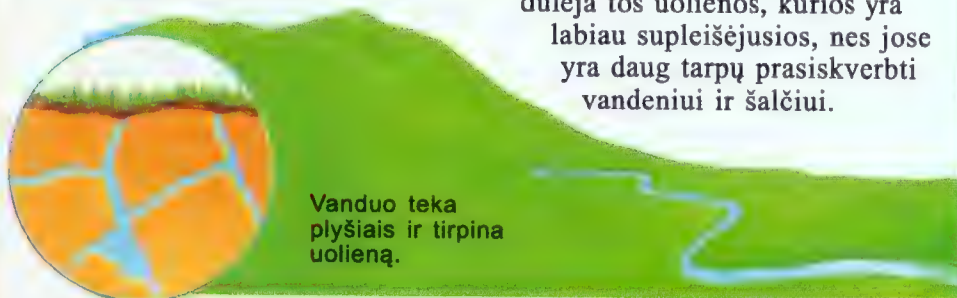 dulėja tos uolienos, kurios yra
labiau supleišėjusios, nes jose
yra daug tarpų prasiskverbti
vandeniui ir šalčiui.
Vanduo teka
plyšiais ir tirpina
uolieną.